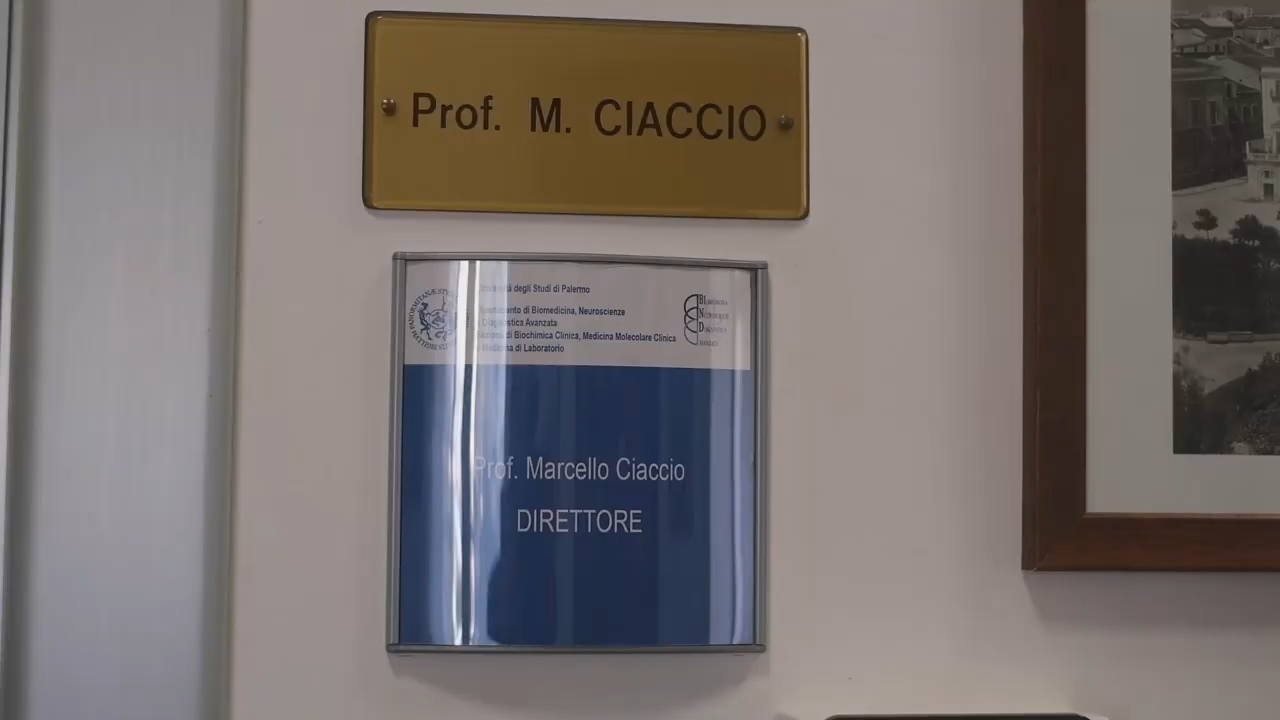 Prof. M. CIACCIO
Università degli Studi di Palermo
Dipartimento di Biomedicina, Neuroscienze
e Diagnostica Avanzata
Sezione di Biochimica Clinica, Medicina Molecolare Clinica
e Medicina di Laboratorio
Prof. Marcello Ciaccio
DIRETTORE